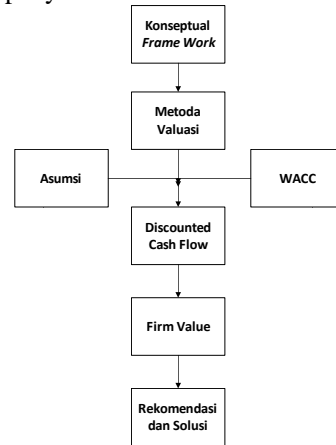 Konseptual
Frame Work
Metoda
Valuasi
Asumsi
WACC
Discounted
Cash Flow
Firm Value
Rekomendasi
dan Solusi